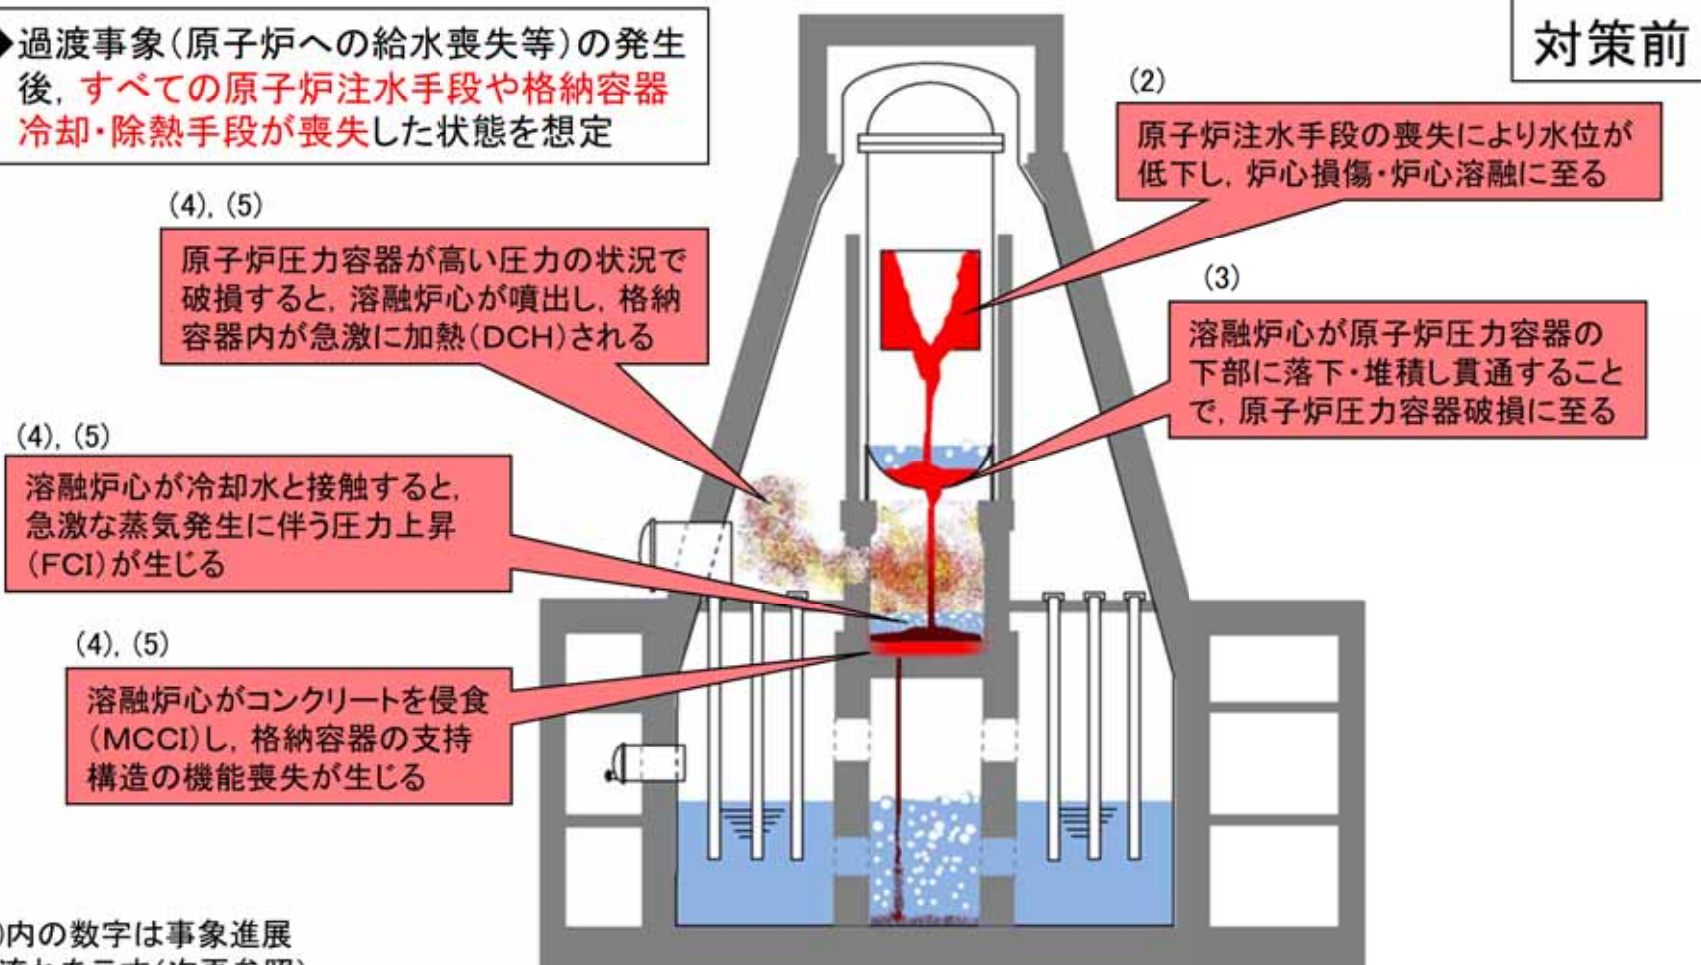 ◆過渡事象(原子炉への給水喪失等)の発生
後，すべての原子炉注水手段や格納容器
冷却・除熱手段が喪失した状態を想定
対策前
(2)
原子炉注水手段の喪失により水位が
低下し，炉心損傷・炉心溶融に至る
(4)，(5)
原子炉圧力容器が高い圧力の状況で
破損すると，溶融炉心が噴出し，格納
容器内が急激に加熱(DCH)される
(3)
溶融炉心が原子炉圧力容器の
下部に落下・堆積し貫通すること
で，原子炉圧力容器破損に至る
(4)，(5)
溶融炉心が冷却水と接触すると，
急激な蒸気発生に伴う圧力上昇
(FCI)が生じる
(4)，(5)
溶融炉心がコンクリートを侵食
(MCCI)し，格納容器の支持
構造の機能喪失が生じる
)内の数字は事象進展